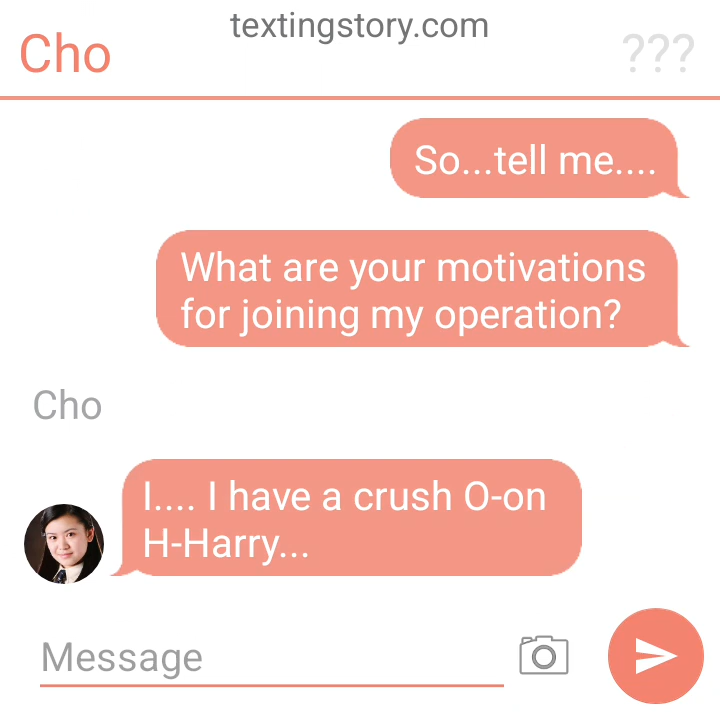 textingstory.com
Cho
???
So...tell me....
What are your motivations
for joining my operation?
Cho
I.... I have a crush O-on
H-Harry...
Message